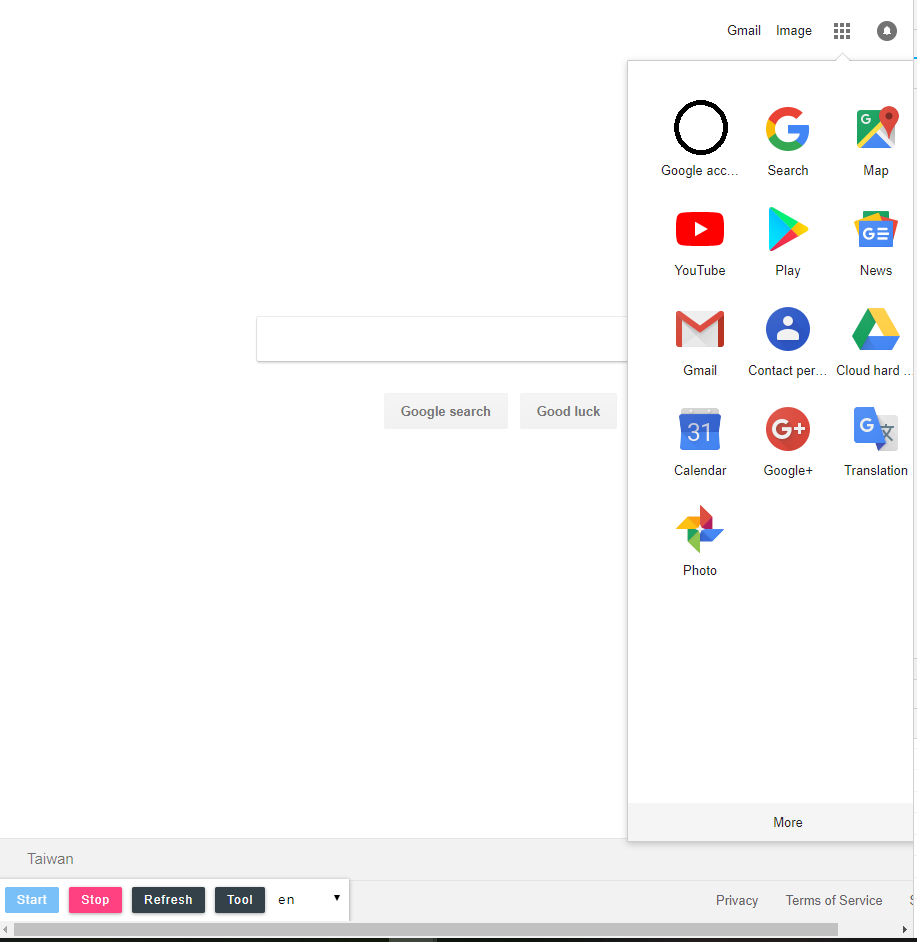 Gmail Image
Google acc... Search Map
G
YouTube Play News
G
Gmail Contact per... Cloud hard ...
31 G+ G 文
Calendar Google+ Translation
Photo
Google search Good luck
More
Taiwan
Start Stop Refresh Tool en
Privacy Terms of Service S